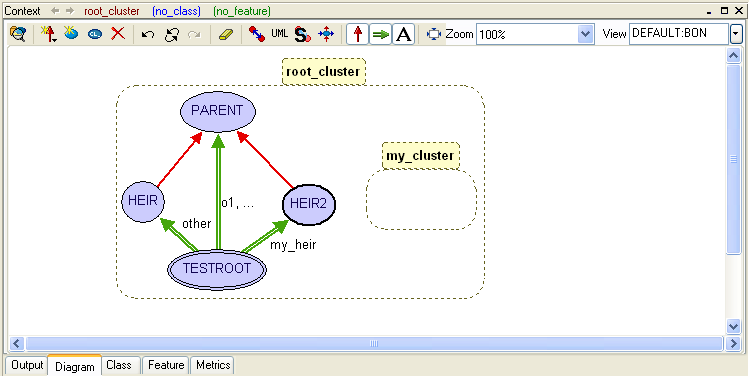 Context root_cluster (no_class) (no_feature)
CL UML S A Zoom 100% View DEFAULT:BON
root_cluster
PARENT
my_cluster
HEIR o1, ... HEIR2
other my_heir
TESTROOT
Output Diagram Class Feature Metrics